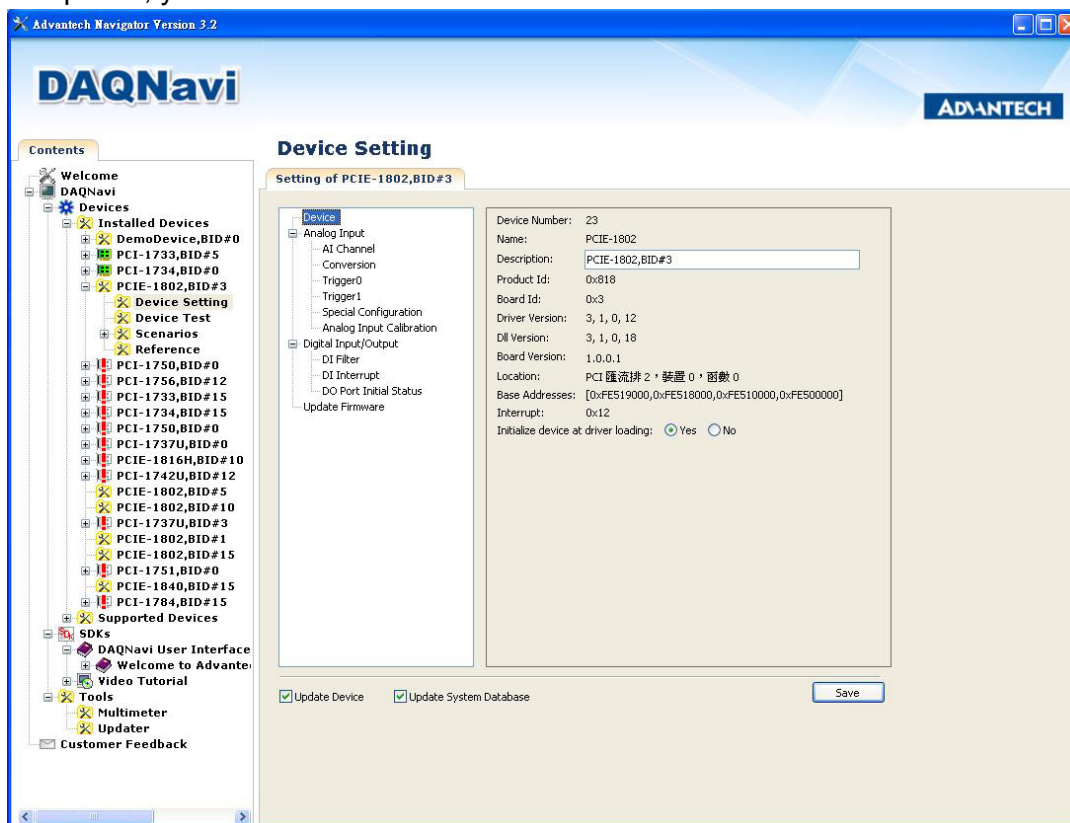 Advantech Navigator Version 3.2
DAQNavi
ADVANTECH
Contents
Welcome
DAQNavi
Devices
Installed Devices
DemoDevice,BID#0
PCI-1733,BID#5
PCI-1734,BID#0
PCIE-1802,BID#3
Device Setting
Device Test
Scenarios
Reference
PCI-1750,BID#0
PCI-1756,BID#12
PCI-1733,BID#15
PCI-1734,BID#15
PCI-1750,BID#0
PCI-1737U,BID#0
PCIE-1816H,BID#10
PCI-1742U,BID#12
PCIE-1802,BID#5
PCIE-1802,BID#10
PCI-1737U,BID#3
PCIE-1802,BID#1
PCIE-1802,BID#15
PCI-1751,BID#0
PCIE-1840,BID#15
PCI-1784,BID#15
Supported Devices
SDKs
DAQNavi User Interface
Welcome to Advante
Video Tutorial
Tools
Multimeter
Updater
Customer Feedback
Device Setting
Setting of PCIE-1802,BID#3
Device
Analog Input
AI Channel
Conversion
Trigger0
Trigger1
Special Configuration
Analog Input Calibration
Digital Input/Output
DI Filter
DI Interrupt
DO Port Initial Status
Update Firmware
Device Number: 23
Name: PCIE-1802
Description: PCIE-1802,BID#3
Product Id: 0x818
Board Id: 0x3
Driver Version: 3, 1, 0, 12
Dll Version: 3, 1, 0, 18
Board Version: 1.0.0.1
Location: PCI 匯流排 2，裝置 0，函數 0
Base Addresses: [0xFE519000,0xFE518000,0xFE510000,0xFE500000]
Interrupt: 0x12
Initialize device at driver loading: Yes No
Update Device Update System Database Save